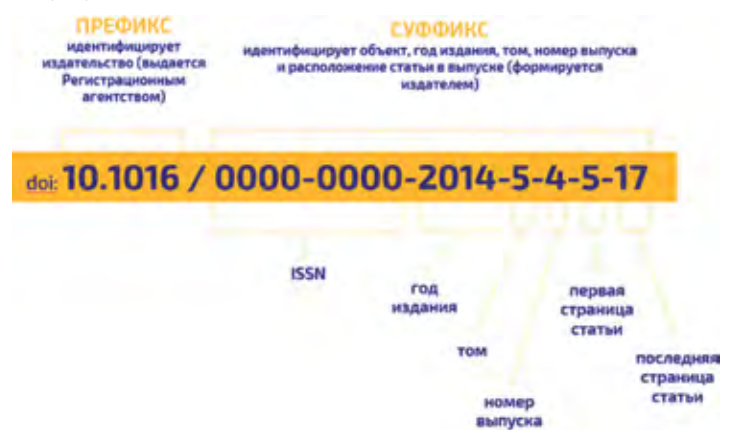 ПРЕФИКС
идентифицирует
издательство (выдается
Регистрационным
агентством)
СУФФИКС
идентифицирует объект, год издания, том, номер выпуска
и расположение статьи в выпуске (формируется
издателем)
doi: 10.1016 / 0000-0000-2014-5-4-5-17
ISSN
год
издания
том
номер
выпуска
первая
страница
статьи
последняя
страница
статьи